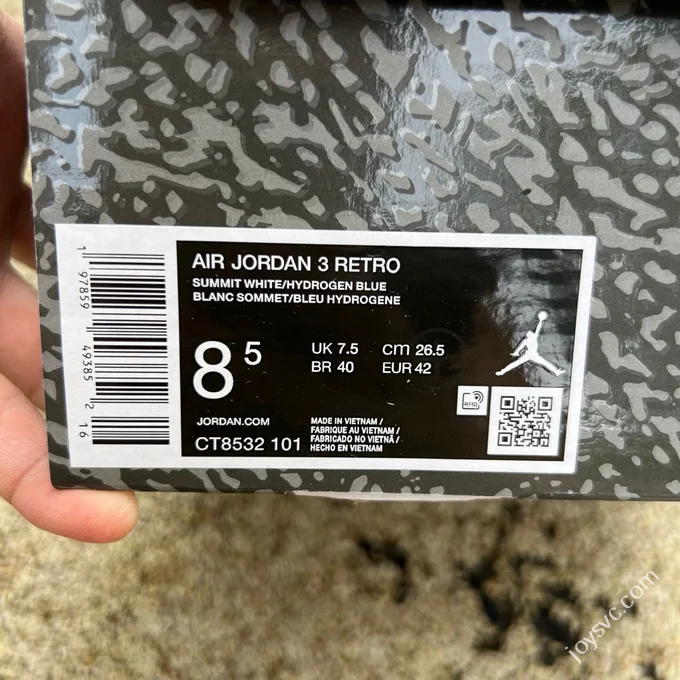 AIR JORDAN 3 RETRO
SUMMIT WHITE/HYDROGEN BLUE
BLANC SOMMET/BLEU HYDROGENE
8 5
UK 7.5 cm 26.5
BR 40 EUR 42
RFID
JORDAN.COM
CT8532 101
MADE IN VIETNAM /
FABRIQUE AU VIETNAM /
FABRICADO NO VIETNÃ /
HECHO EN VIETNAM
1 97859 49385 2 16
joysvc.com